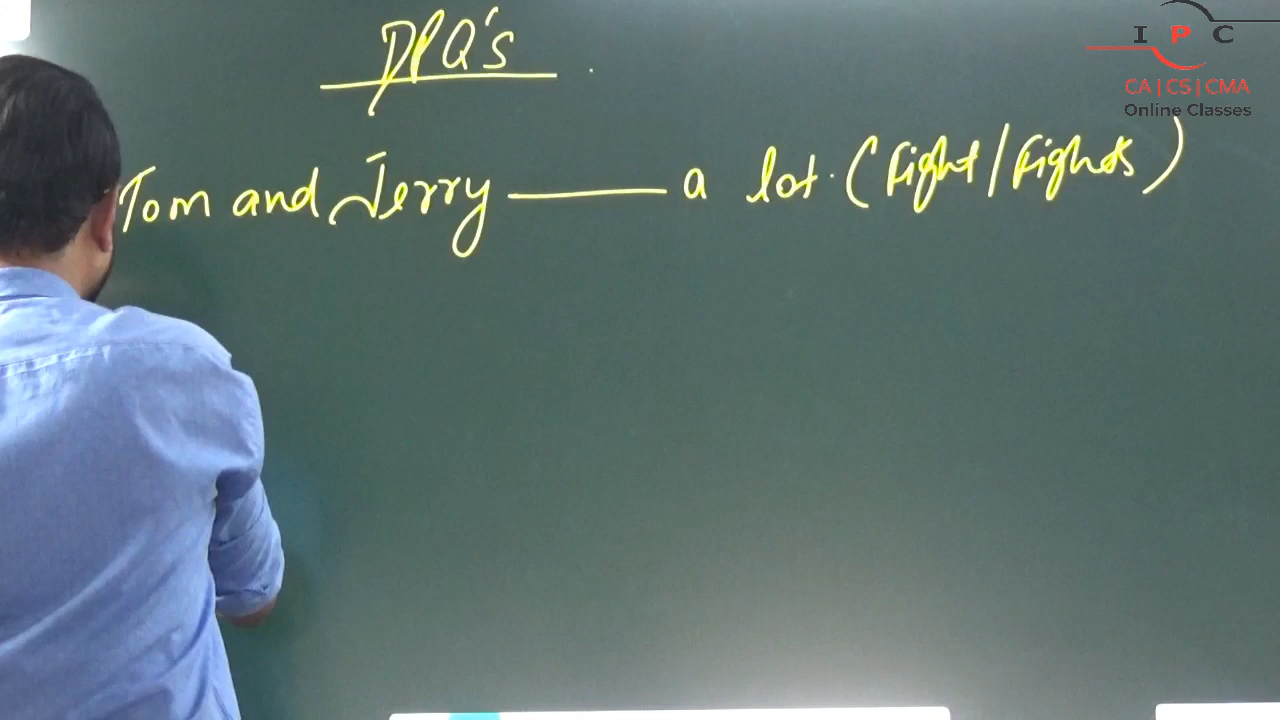 DPQ's
Tom and Jerry ——— a lot. (Fight/Fights)
I P C
CA|CS|CMA
Online Classes